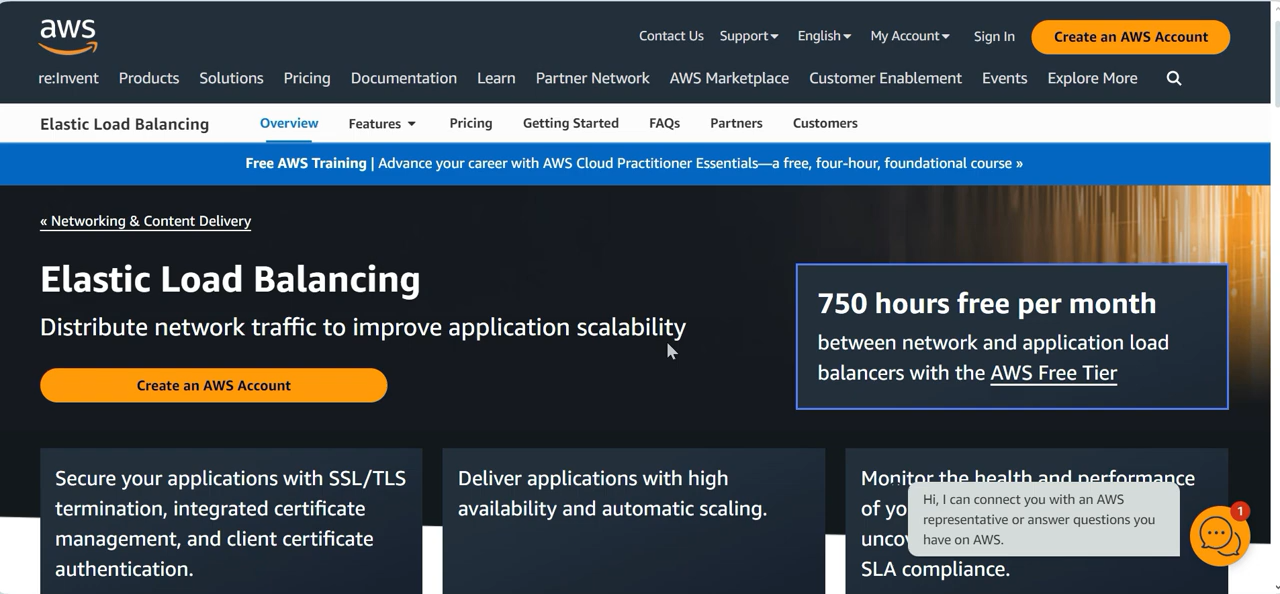 aws
Contact Us Support English My Account Sign In Create an AWS Account
re:Invent Products Solutions Pricing Documentation Learn Partner Network AWS Marketplace Customer Enablement Events Explore More
Elastic Load Balancing Overview Features Pricing Getting Started FAQs Partners Customers
Free AWS Training | Advance your career with AWS Cloud Practitioner Essentials—a free, four-hour, foundational course »
« Networking & Content Delivery
Elastic Load Balancing
Distribute network traffic to improve application scalability
Create an AWS Account
750 hours free per month
between network and application load
balancers with the AWS Free Tier
Secure your applications with SSL/TLS
termination, integrated certificate
management, and client certificate
authentication.
Deliver applications with high
availability and automatic scaling.
Monitor the health and performance
of
SLA compliance.
Hi, I can connect you with an AWS
representative or answer questions you
have on AWS.
1